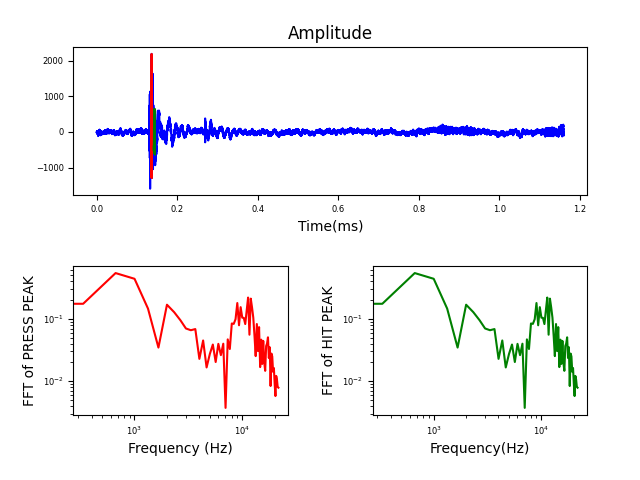 Amplitude
2000
1000
0
−1000
0.0 0.2 0.4 0.6 0.8 1.0 1.2
Time(ms)
FFT of PRESS PEAK
10⁻¹
10⁻²
10³ 10⁴
Frequency (Hz)
FFT of HIT PEAK
10⁻¹
10⁻²
10³ 10⁴
Frequency(Hz)